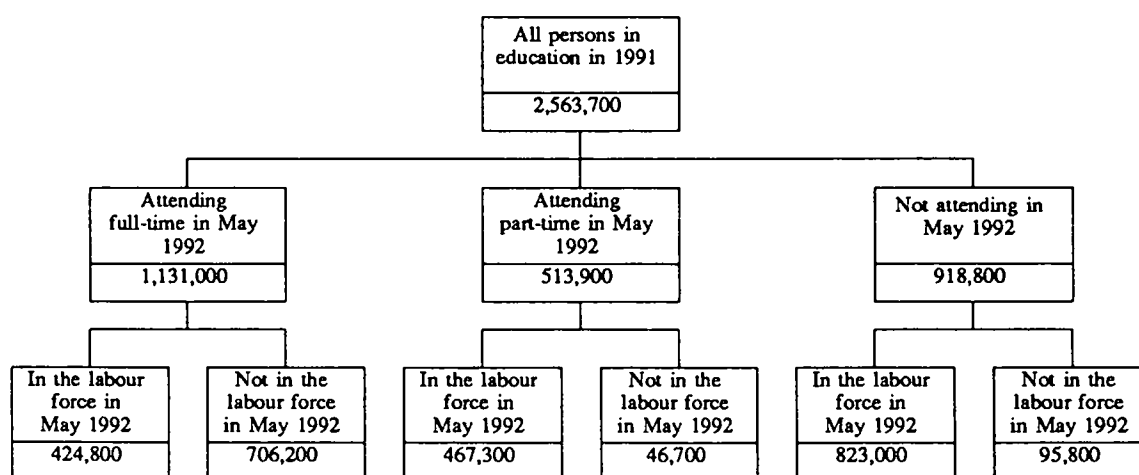 All persons in
education in 1991
2,563,700
Attending
full-time in May
1992
1,131,000
Attending
part-time in May
1992
513,900
Not attending in
May 1992
918,800
In the labour
force in
May 1992
424,800
Not in the
labour force
in May 1992
706,200
In the labour
force in
May 1992
467,300
Not in the
labour force
in May 1992
46,700
In the labour
force in
May 1992
823,000
Not in the
labour force
in May 1992
95,800